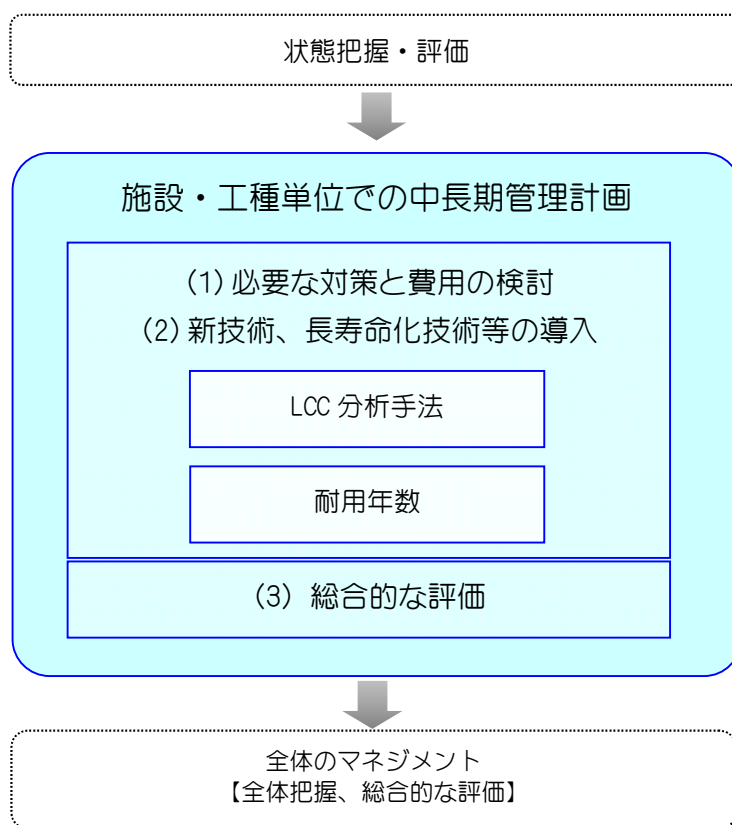 状態把握・評価
施設・工種単位での中長期管理計画
(1)必要な対策と費用の検討
(2)新技術、長寿命化技術等の導入
LCC分析手法
耐用年数
(3) 総合的な評価
全体のマネジメント
【全体把握、総合的な評価】